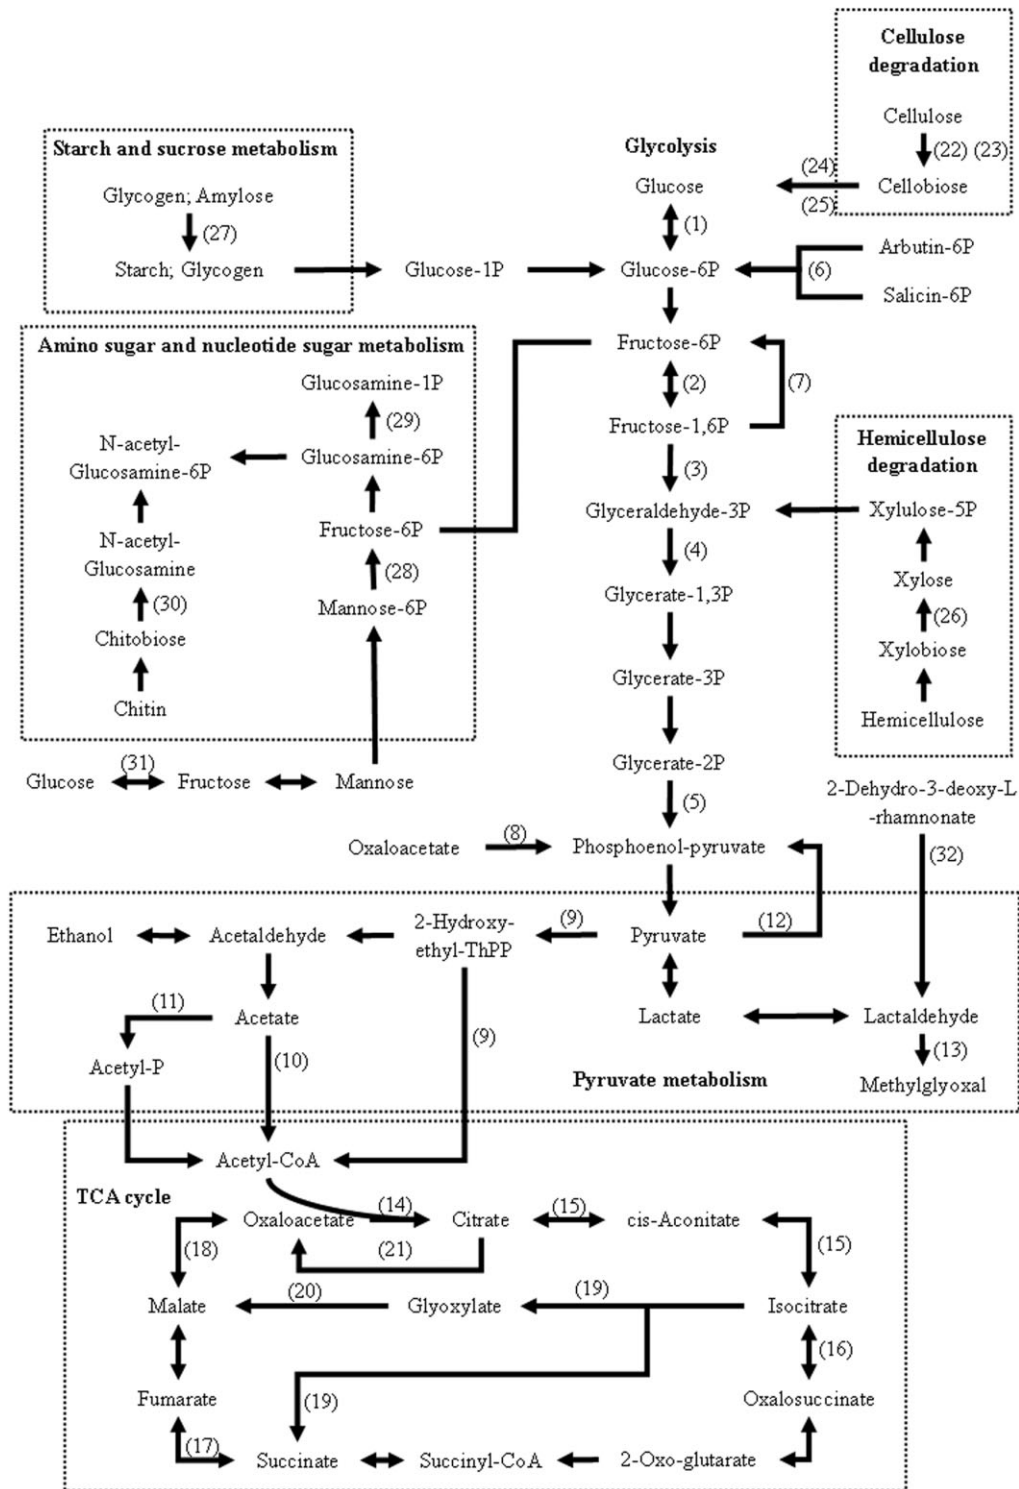 Cellulose
degradation
Cellulose
(22) (23)
Cellobiose
(24)
(25)
Starch and sucrose metabolism
Glycogen; Amylose
(27)
Starch; Glycogen
Glucose-1P
Glycolysis
Glucose
(1)
Glucose-6P
Arbutin-6P
(6)
Salicin-6P
Fructose-6P
(2)
(7)
Fructose-1,6P
(3)
Glyceraldehyde-3P
(4)
Glycerate-1,3P
Glycerate-3P
Glycerate-2P
(5)
Amino sugar and nucleotide sugar metabolism
Glucosamine-1P
(29)
N-acetyl-
Glucosamine-6P
Glucosamine-6P
N-acetyl-
Glucosamine
Fructose-6P
(28)
(30)
Mannose-6P
Chitobiose
Chitin
Glucose
(31)
Fructose
Mannose
Hemicellulose
degradation
Xylulose-5P
Xylose
(26)
Xylobiose
Hemicellulose
2-Dehydro-3-deoxy-L
-rhamnonate
(32)
Oxaloacetate
(8)
Phosphoenol-pyruvate
Ethanol
Acetaldehyde
2-Hydroxy-
ethyl-ThPP
(9)
Pyruvate
(12)
(11)
Acetate
Lactate
Lactaldehyde
(10)
(9)
(13)
Acetyl-P
Pyruvate metabolism
Methylglyoxal
Acetyl-CoA
TCA cycle
Oxaloacetate
(14)
Citrate
(15)
cis-Aconitate
(18)
(21)
(15)
Malate
(20)
Glyoxylate
(19)
Isocitrate
(16)
Fumarate
(19)
Oxalosuccinate
(17)
Succinate
Succinyl-CoA
2-Oxo-glutarate